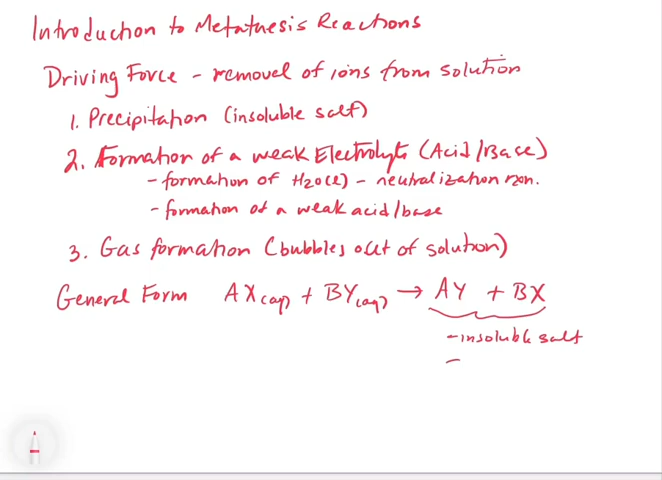 Introduction to Metathesis Reactions
Driving Force - removal of ions from solution
1. Precipitation (insoluble salt)
2. Formation of a weak Electrolyte (Acid/Base)
- formation of H2O(l) - neutralization rxn.
- formation of a weak acid/base
3. Gas formation (bubbles out of solution)
General Form AX(aq) + BY(aq) → AY + BX
- insoluble salt
-